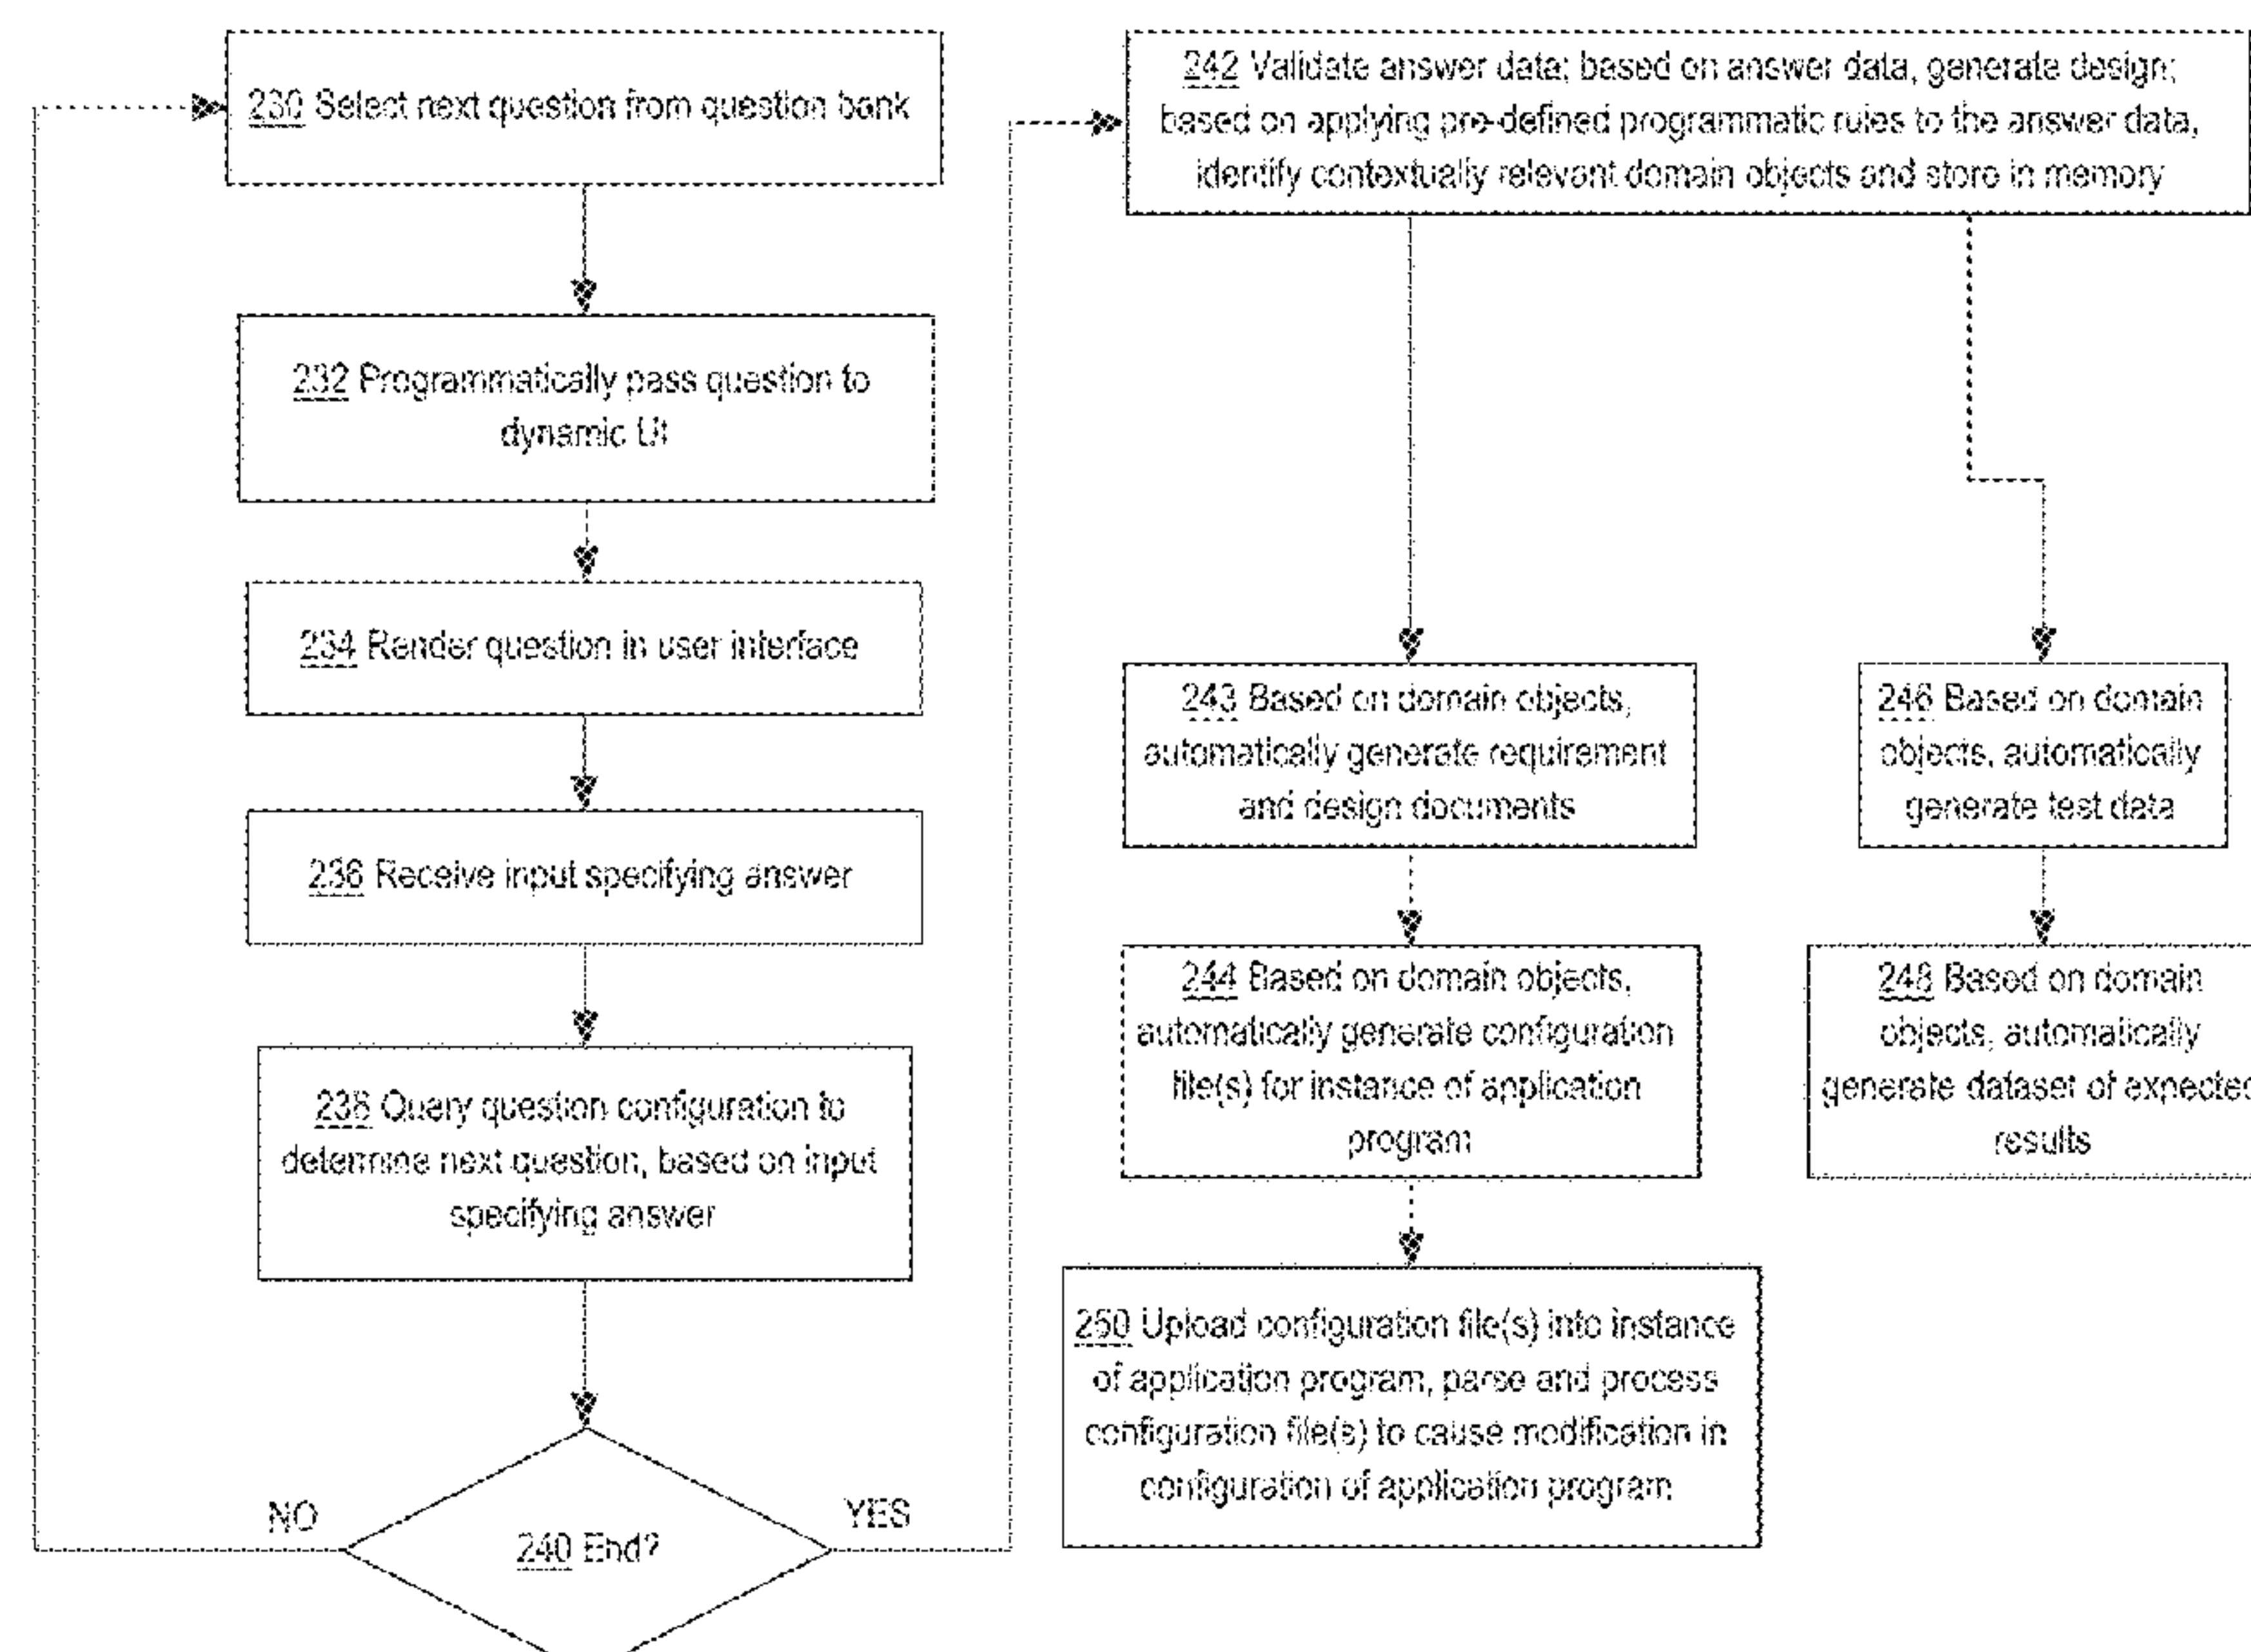 230 Select next question from question bank
232 Programmatically pass question to
dynamic UI
234 Render question in user interface
236 Receive input specifying answer
238 Query question configuration to
determine next question, based on input
specifying answer
NO
240 End?
YES
242 Validate answer data; based on answer data, generate design;
based on applying pre-defined programmatic rules to the answer data,
identify contextually relevant domain objects and store in memory
243 Based on domain objects,
automatically generate requirement
and design documents
244 Based on domain objects,
automatically generate configuration
file(s) for instance of application
program
250 Upload configuration file(s) into instance
of application program, parse and process
configuration file(s) to cause modification in
configuration of application program
246 Based on domain
objects, automatically
generate test data
248 Based on domain
objects, automatically
generate dataset of expected
results